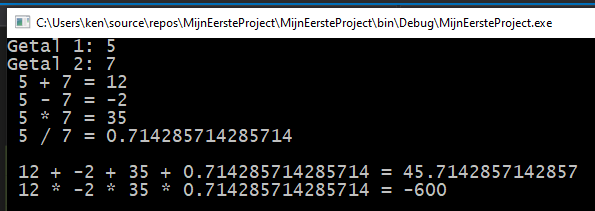 C:\Users\ken\source\repos\MijnEersteProject\MijnEersteProject\bin\Debug\MijnEersteProject.exe
Getal 1: 5
Getal 2: 7
5 + 7 = 12
5 - 7 = -2
5 * 7 = 35
5 / 7 = 0.714285714285714
12 + -2 + 35 + 0.714285714285714 = 45.7142857142857
12 * -2 * 35 * 0.714285714285714 = -600